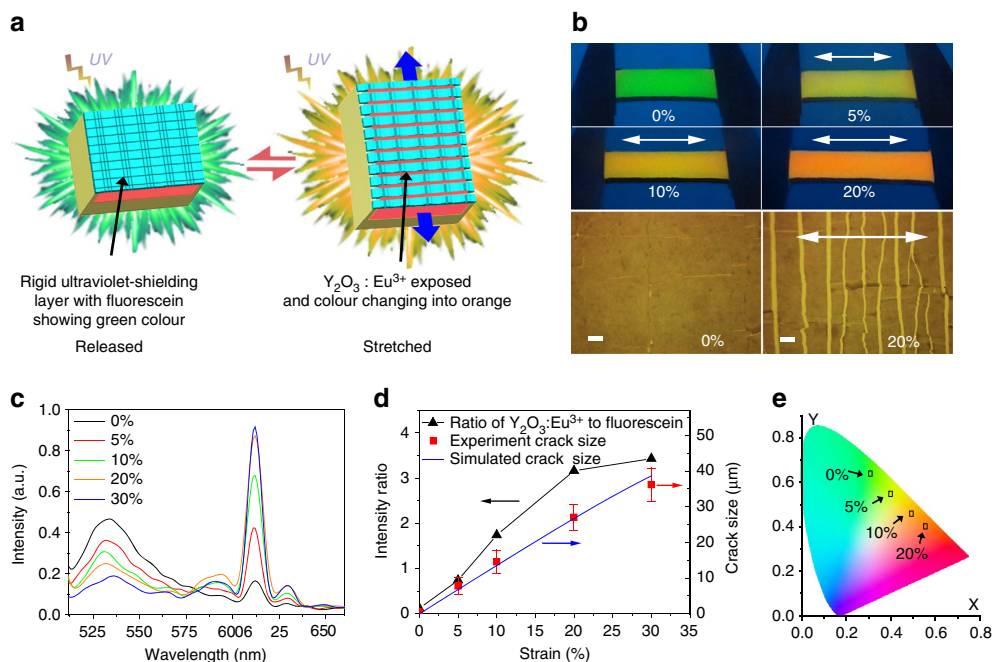 a
UV
UV
Rigid ultraviolet-shielding
layer with fluorescein
showing green colour
Released
Y₂O₃ : Eu³⁺ exposed
and colour changing into orange
Stretched
b
0%
5%
10%
20%
0%
20%
c
1.0
0.8
0.6
0.4
0.2
0.0
Intensity (a.u.)
0%
5%
10%
20%
30%
525 550 575 6006 25 650
Wavelength (nm)
d
4
3
2
1
0
Intensity ratio
Ratio of Y₂O₃:Eu³⁺ to fluorescein
Experiment crack size
Simulated crack size
50
40
30
20
10
0
Crack size (μm)
0 5 10 15 20 25 30 35
Strain (%)
e
Y
0.8
0.6
0.4
0.2
0.0
0%
5%
10%
20%
X
0.0 0.2 0.4 0.6 0.8